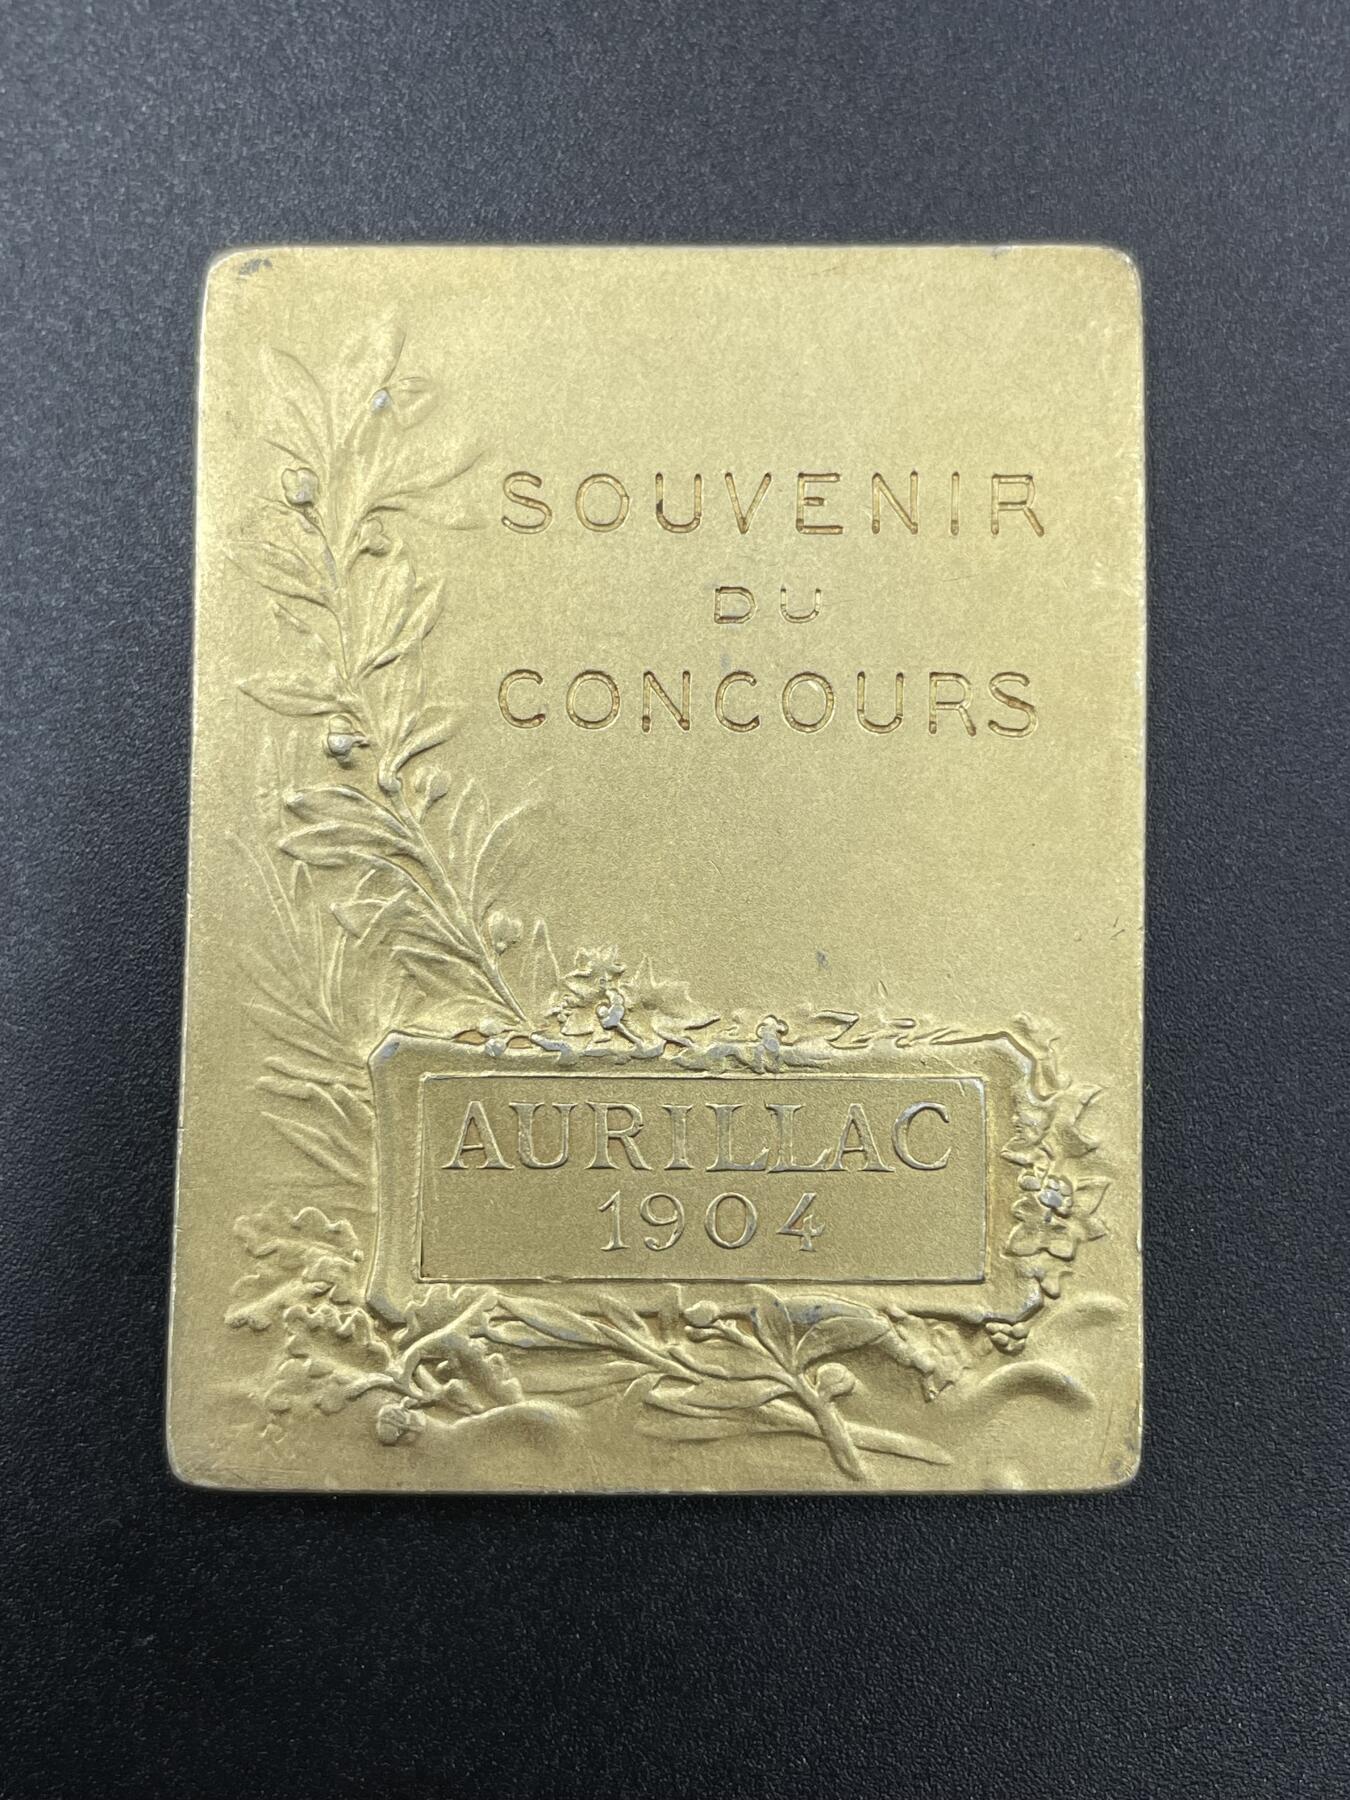 SOUVENIR
DU
CONCOURS
AURILLAC
1904